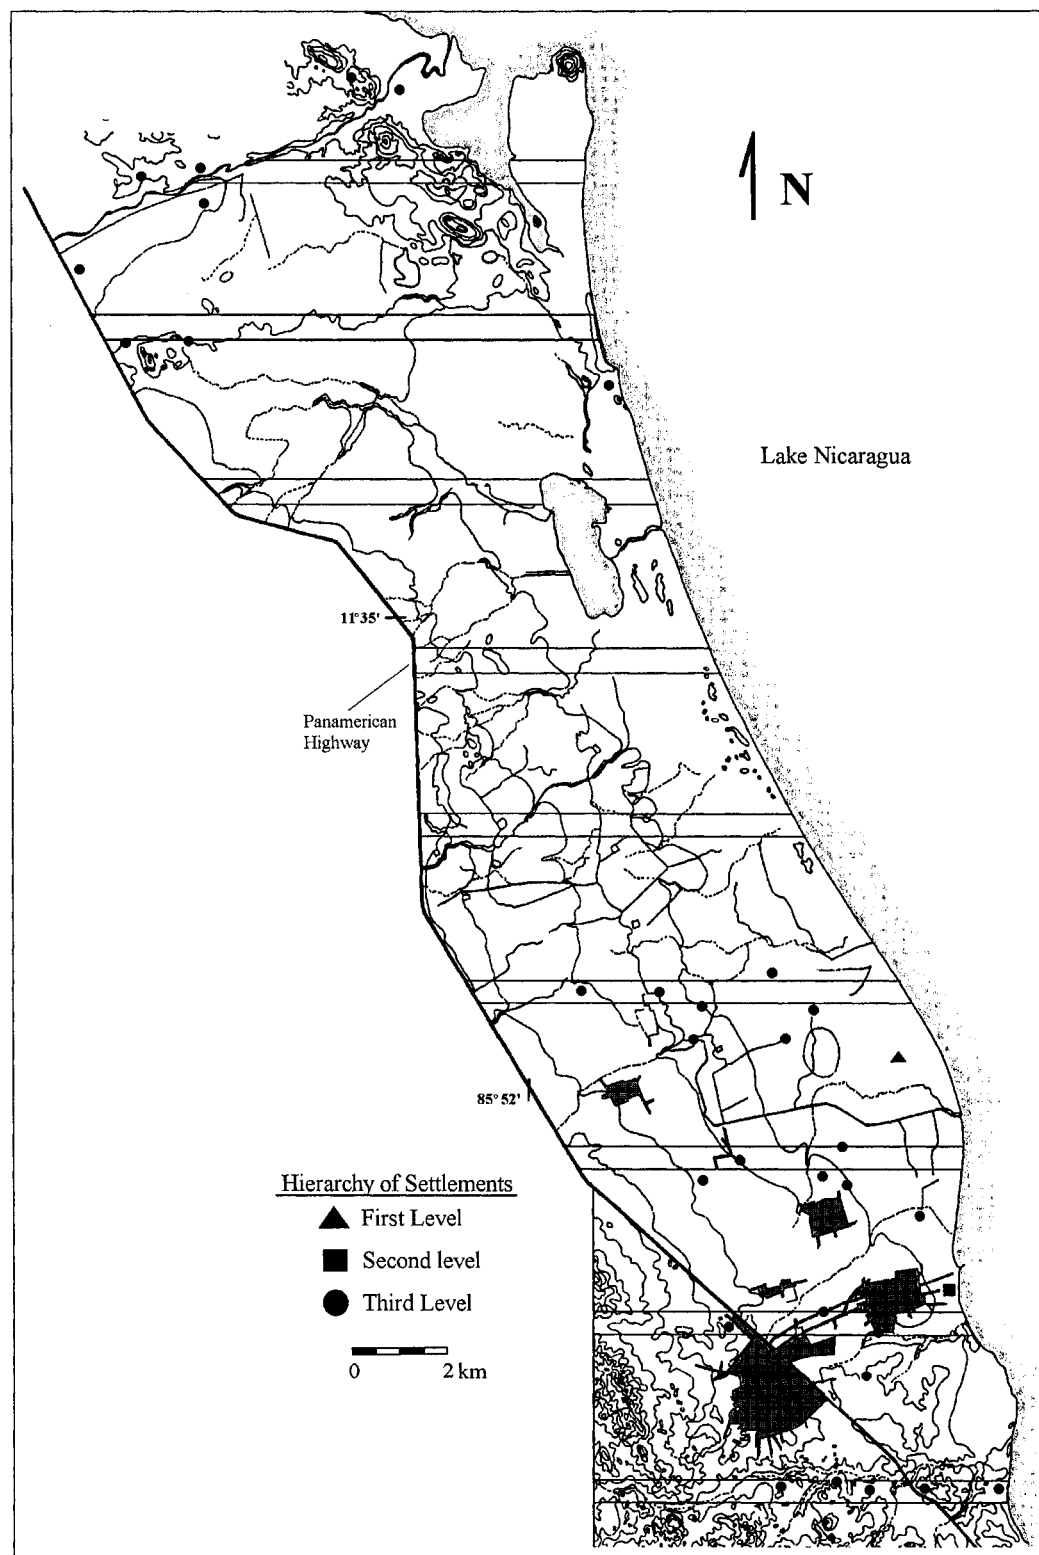 N
Lake Nicaragua
11°35'
Panamerican
Highway
85°52'
Hierarchy of Settlements
First Level
Second level
Third Level
0 2 km